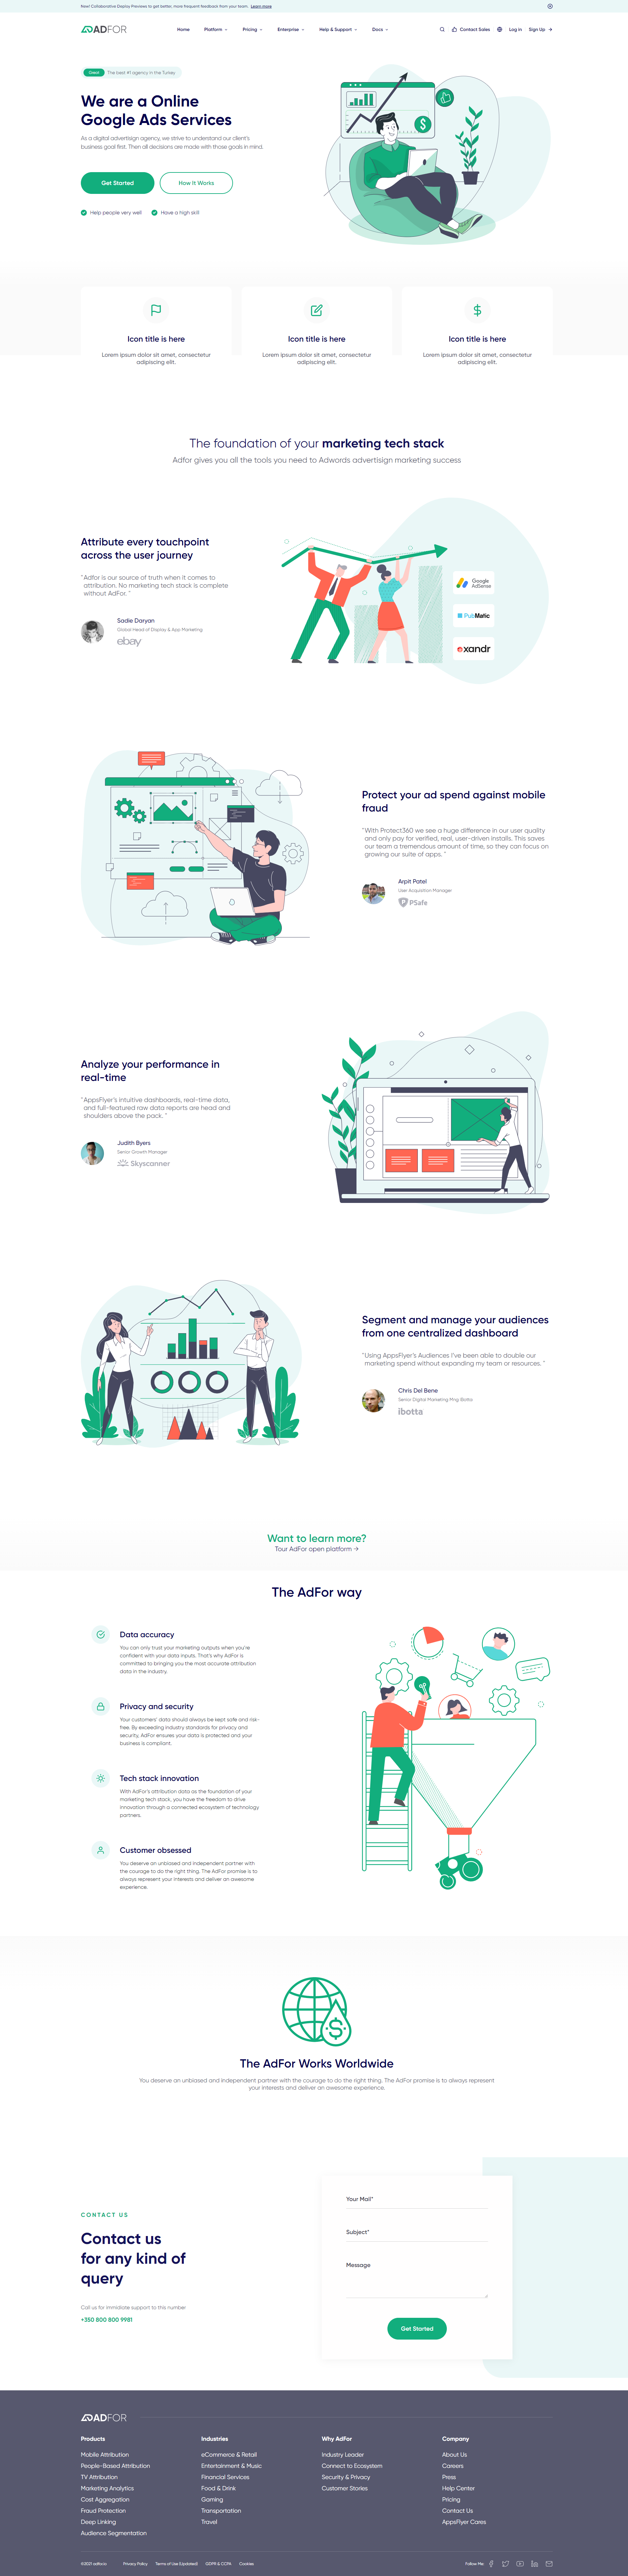 New! Collaborative Display Previews to get better, more frequent feedback from your team. Learn more
ADFOR
Home Platform Pricing Enterprise Help & Support Docs Contact Sales Log in Sign Up
Great The best #1 agency in the Turkey
We are a Online
Google Ads Services
As a digital advertisign agency, we strive to understand our client's
business goal first. Then all decisions are made with those goals in mind.
Get Started How It Works
Help people very well Have a high skill
Icon title is here
Lorem ipsum dolor sit amet, consectetur
adipiscing elit.
Icon title is here
Lorem ipsum dolor sit amet, consectetur
adipiscing elit.
Icon title is here
Lorem ipsum dolor sit amet, consectetur
adipiscing elit.
The foundation of your marketing tech stack
Adfor gives you all the tools you need to Adwords advertisign marketing success
Attribute every touchpoint
across the user journey
"Adfor is our source of truth when it comes to
attribution. No marketing tech stack is complete
without AdFor. "
Sadie Daryan
Global Head of Display & App Marketing
ebay
Google
AdSense
PubMatic
xandr
Protect your ad spend against mobile
fraud
"With Protect360 we see a huge difference in our user quality
and only pay for verified, real, user-driven installs. This saves
our team a tremendous amount of time, so they can focus on
growing our suite of apps. "
Arpit Patel
User Acquisition Manager
PSafe
Analyze your performance in
real-time
"AppsFlyer's intuitive dashboards, real-time data,
and full-featured raw data reports are head and
shoulders above the pack. "
Judith Byers
Senior Growth Manager
Skyscanner
Segment and manage your audiences
from one centralized dashboard
"Using AppsFlyer's Audiences I've been able to double our
marketing spend without expanding my team or resources. "
Chris Del Bene
Senior Digital Marketing Mng Ibotta
ibotta
Want to learn more?
Tour AdFor open platform →
The AdFor way
Data accuracy
You can only trust your marketing outputs when you're
confident with your data inputs. That's why AdFor is
committed to bringing you the most accurate attribution
data in the industry.
Privacy and security
Your customers' data should always be kept safe and risk-
free. By exceeding industry standards for privacy and
security, AdFor ensures your data is protected and your
business is compliant.
Tech stack innovation
With AdFor's attribution data as the foundation of your
marketing tech stack, you have the freedom to drive
innovation through a connected ecosystem of technology
partners.
Customer obsessed
You deserve an unbiased and independent partner with
the courage to do the right thing. The AdFor promise is to
always represent your interests and deliver an awesome
experience.
The AdFor Works Worldwide
You deserve an unbiased and independent partner with the courage to do the right thing. The AdFor promise is to always represent
your interests and deliver an awesome experience.
CONTACT US
Contact us
for any kind of
query
Call us for immidiate support to this number
+350 800 800 9981
Your Mail*
Subject*
Message
Get Started
ADFOR
Products
Mobile Attribution
People-Based Attribution
TV Attribution
Marketing Analytics
Cost Aggregation
Fraud Protection
Deep Linking
Audience Segmentation
Industries
eCommerce & Retail
Entertainment & Music
Financial Services
Food & Drink
Gaming
Transportation
Travel
Why AdFor
Industry Leader
Connect to Ecosystem
Security & Privacy
Customer Stories
Company
About Us
Careers
Press
Help Center
Pricing
Contact Us
AppsFlyer Cares
©2021 adfor.io Privacy Policy Terms of Use (Updated) GDPR & CCPA Cookies Follow Me: